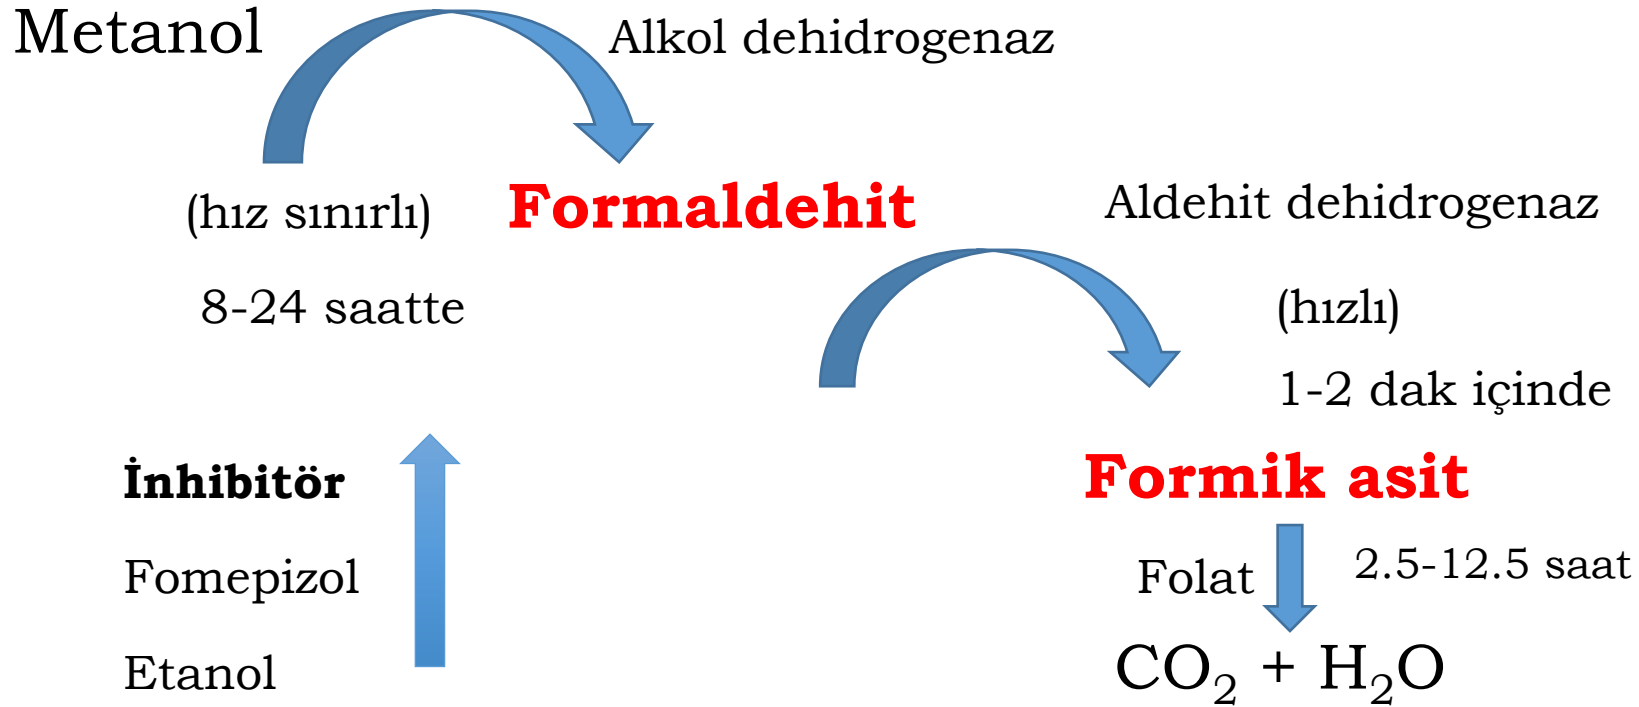 Metanol
Alkol dehidrogenaz
(hız sınırlı)
Formaldehit
Aldehit dehidrogenaz
8-24 saatte
(hızlı)
1-2 dak içinde
İnhibitör
Formik asit
Fomepizol
Folat
2.5-12.5 saat
Etanol
CO₂ + H₂O